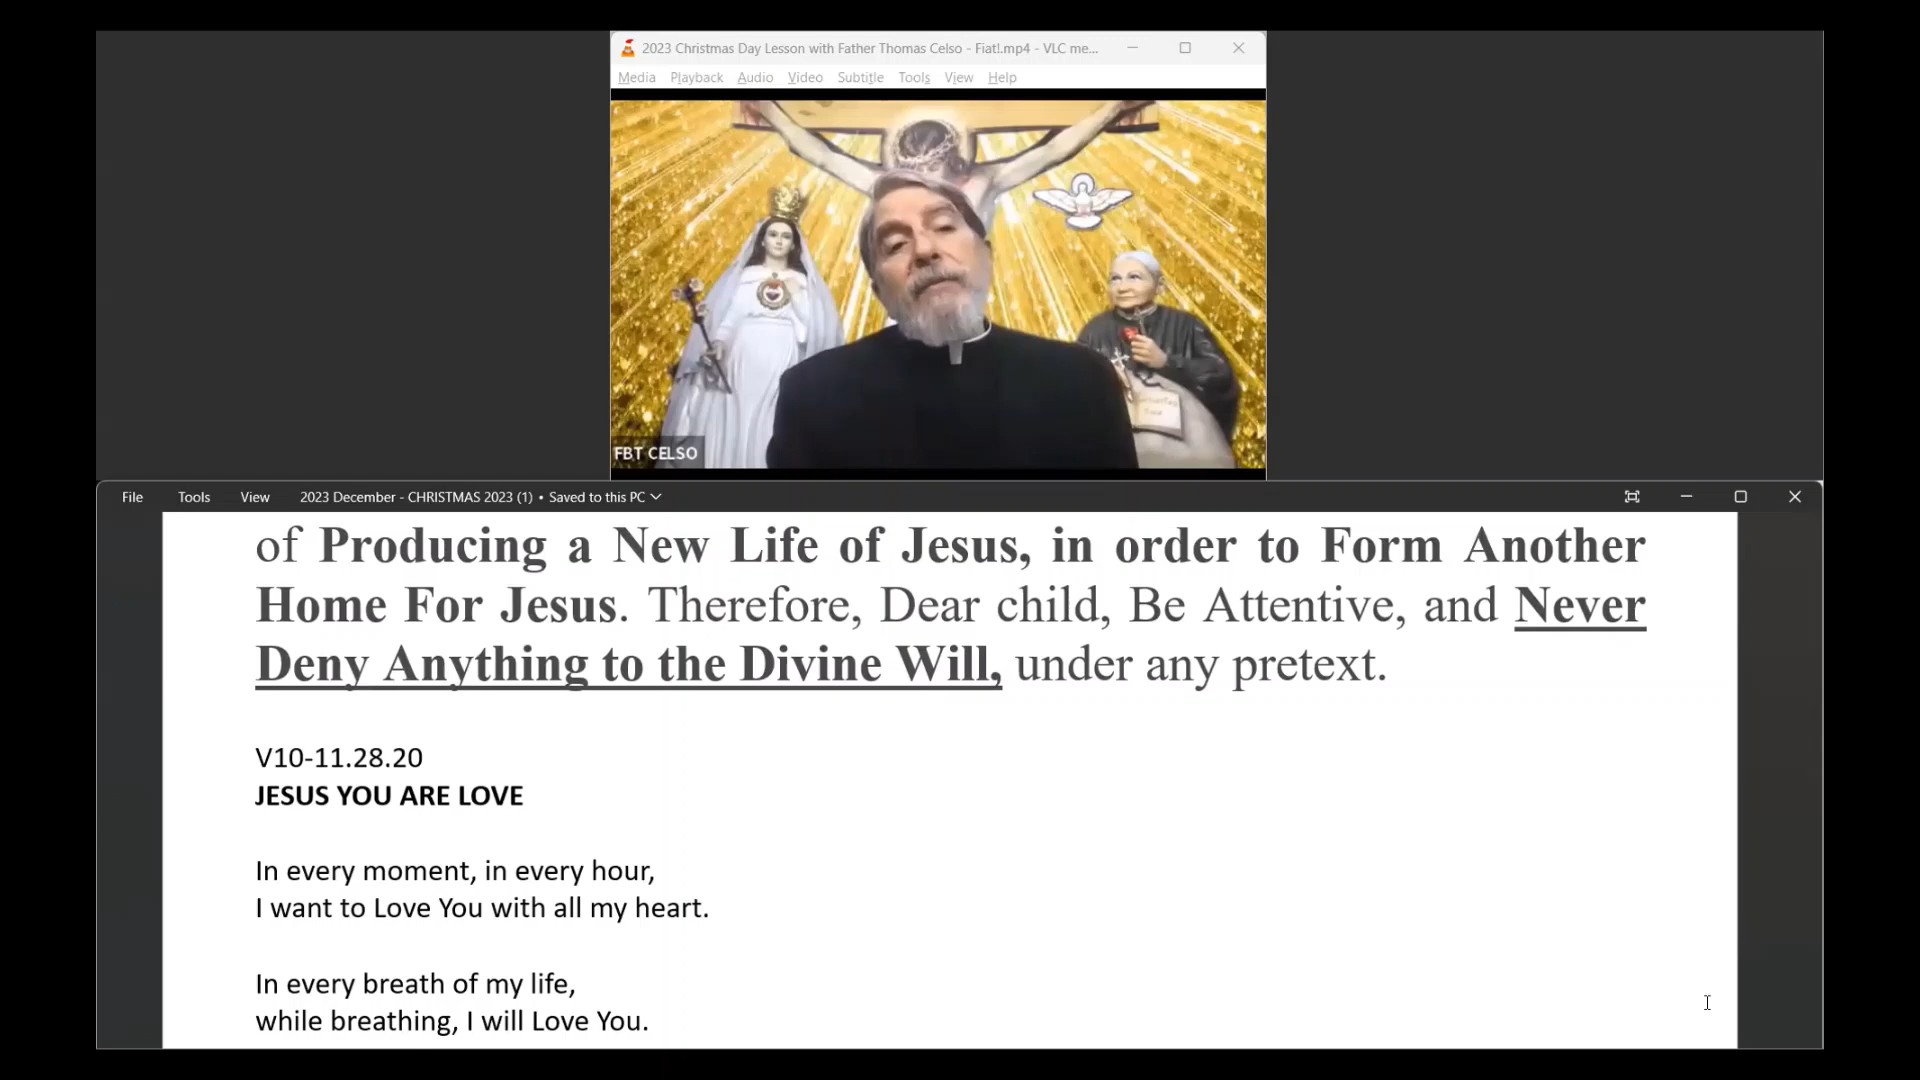 2023 Christmas Day Lesson with Father Thomas Celso - Fiat!.mp4 - VLC me...
Media Playback Audio Video Subtitle Tools View Help
FBT CELSO
File Tools View 2023 December - CHRISTMAS 2023 (1) • Saved to this PC
of Producing a New Life of Jesus, in order to Form Another
Home For Jesus. Therefore, Dear child, Be Attentive, and Never
Deny Anything to the Divine Will, under any pretext.
V10-11.28.20
JESUS YOU ARE LOVE
In every moment, in every hour,
I want to Love You with all my heart.
In every breath of my life,
while breathing, I will Love You.